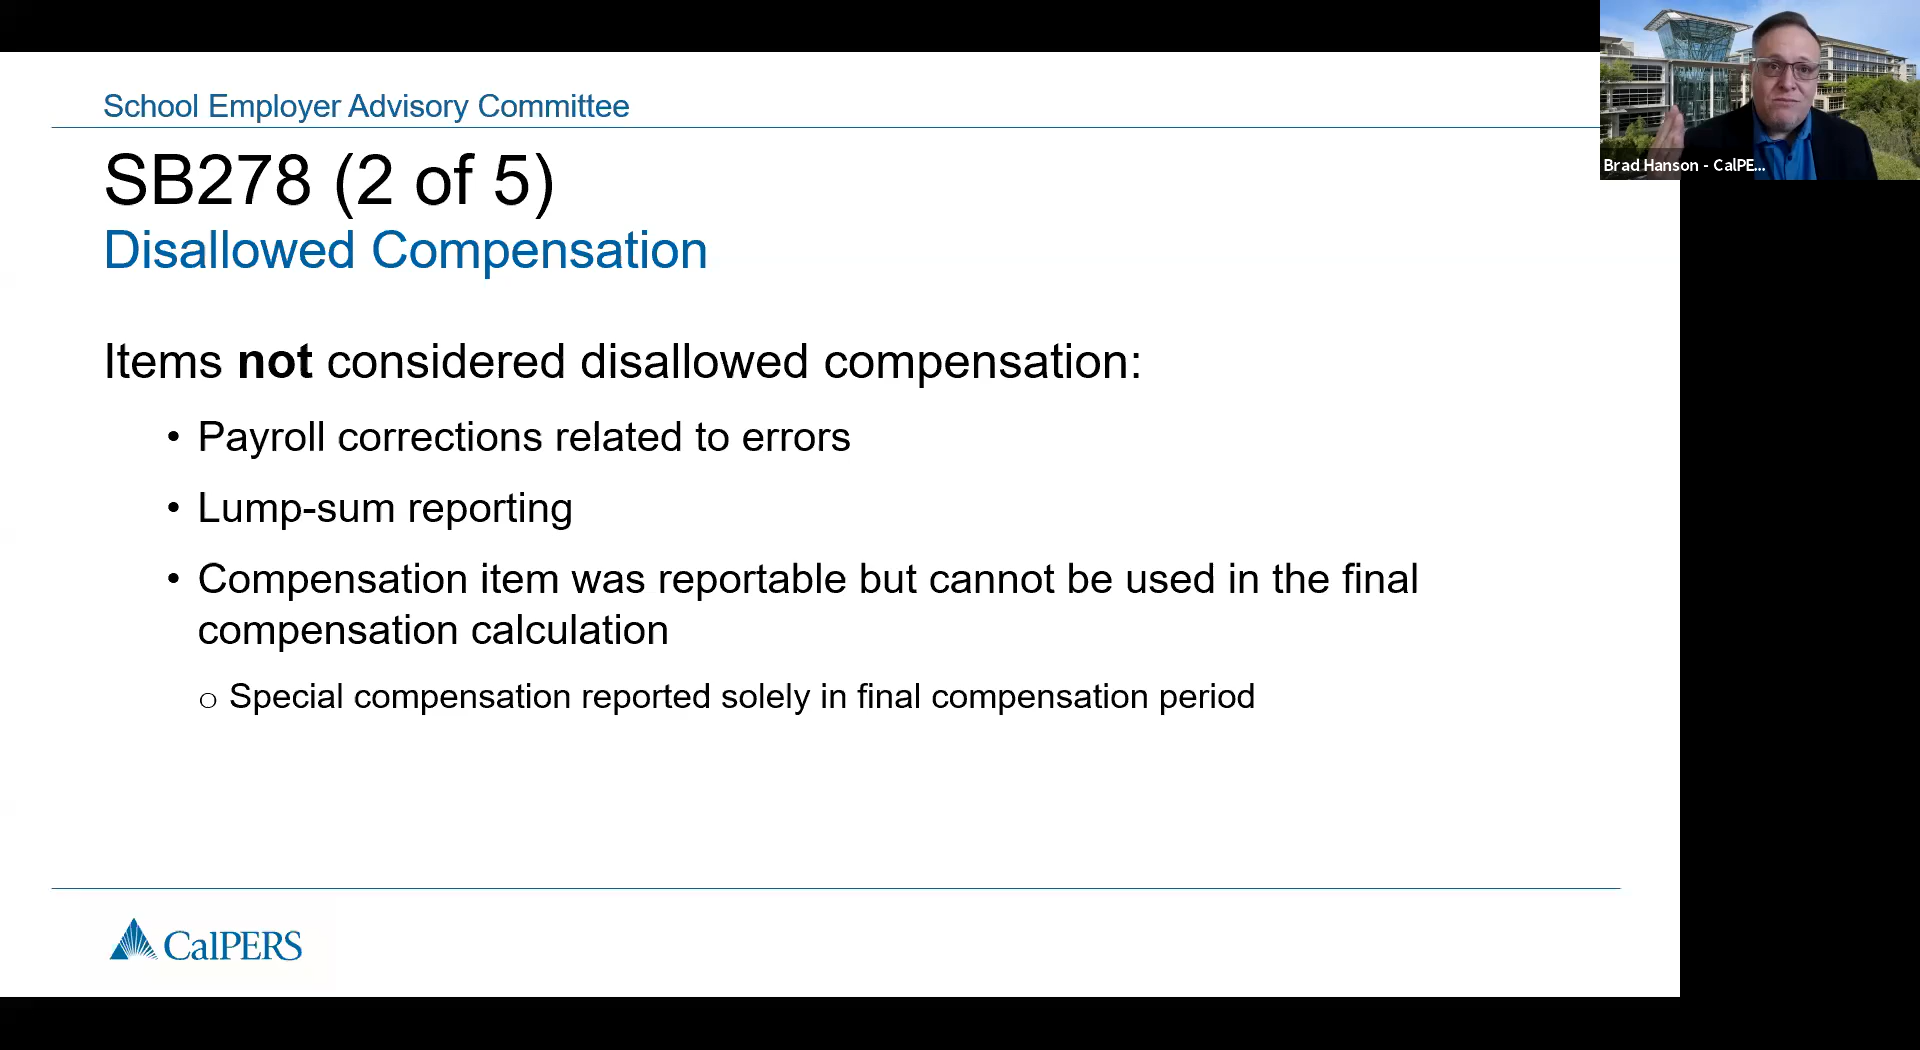 School Employer Advisory Committee
SB278 (2 of 5)
Disallowed Compensation
Items not considered disallowed compensation:
• Payroll corrections related to errors
• Lump-sum reporting
• Compensation item was reportable but cannot be used in the final
compensation calculation
o Special compensation reported solely in final compensation period
CalPERS
Brad Hanson - CalPE...